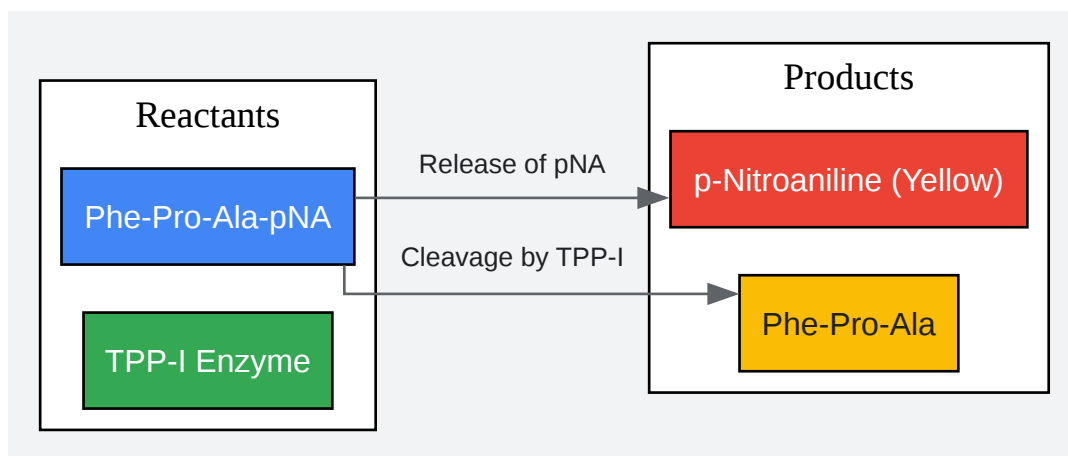 Reactants
Phe-Pro-Ala-pNA
TPP-I Enzyme
Release of pNA
Cleavage by TPP-I
Products
p-Nitroaniline (Yellow)
Phe-Pro-Ala